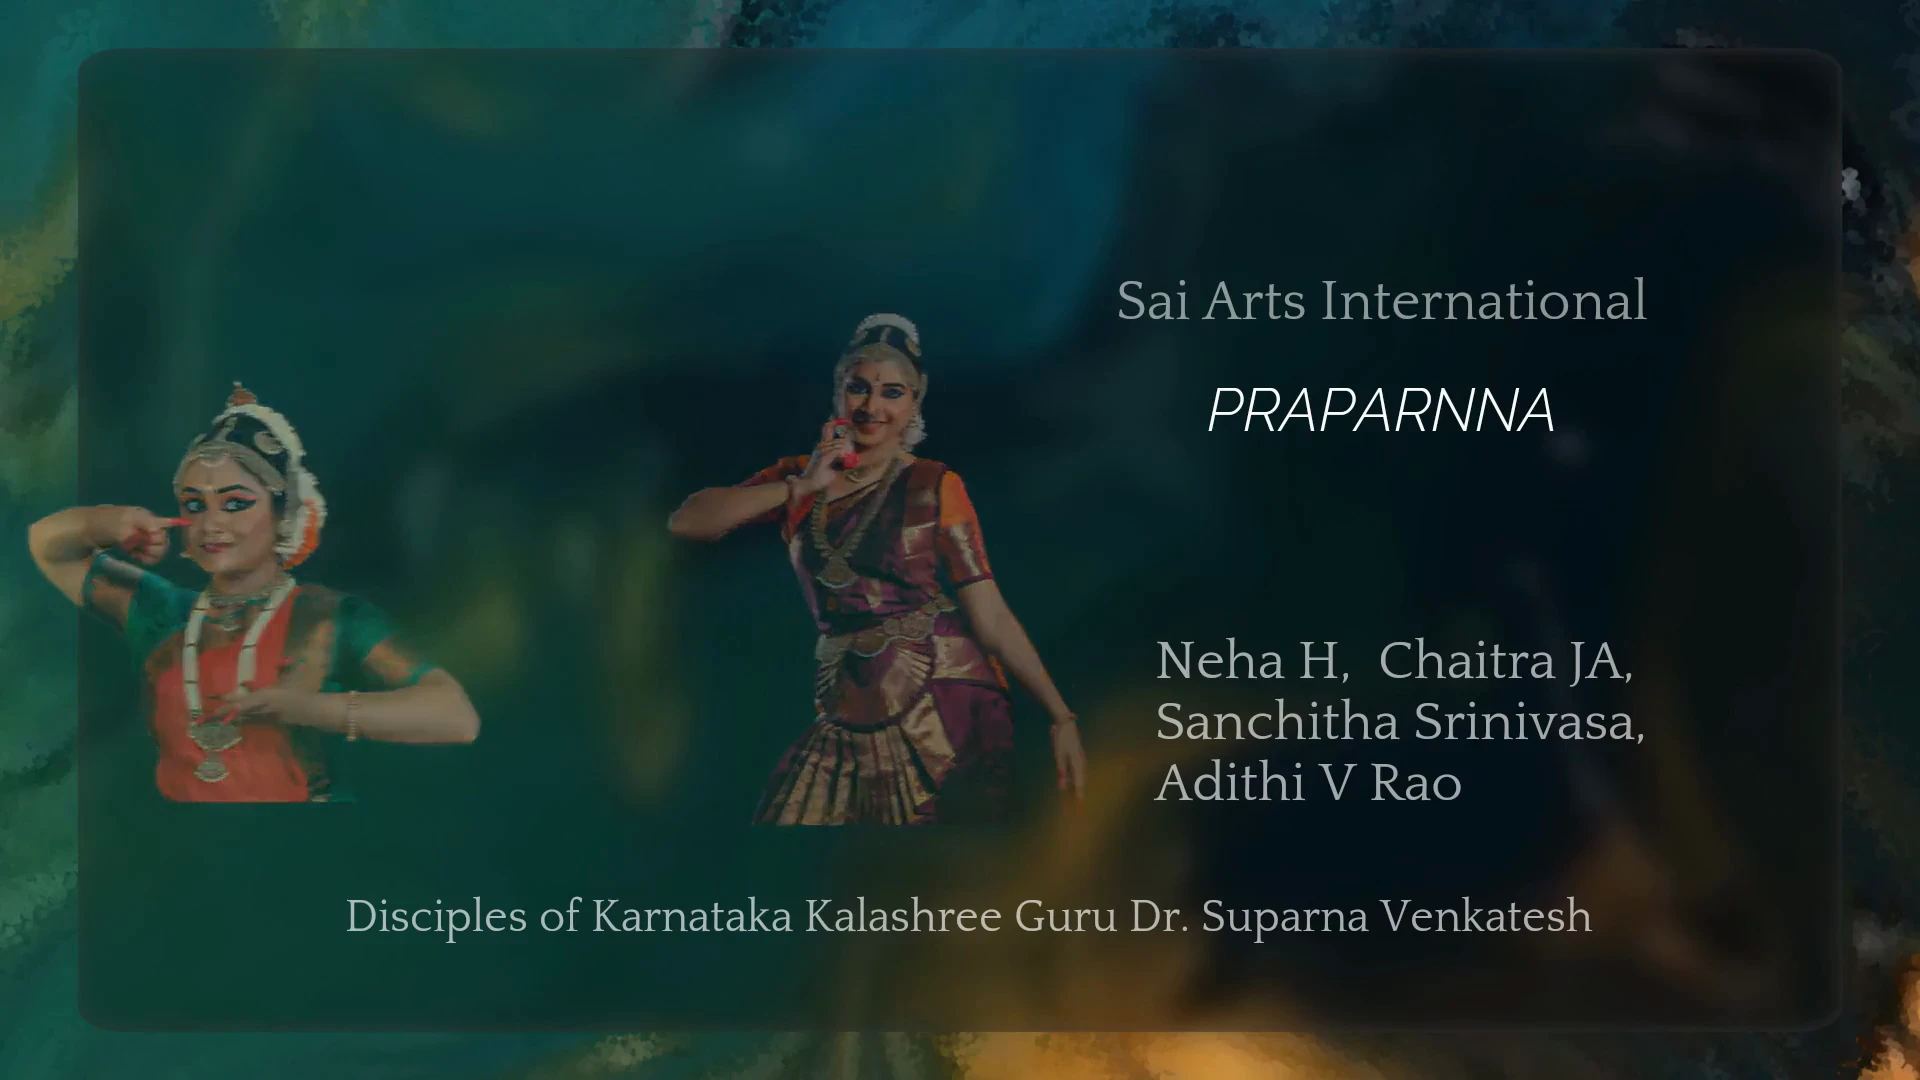 Sai Arts International
PRAPARNNA
Neha H,  Chaitra JA,
Sanchitha Srinivasa,
Adithi V Rao
Disciples of Karnataka Kalashree Guru Dr. Suparna Venkatesh